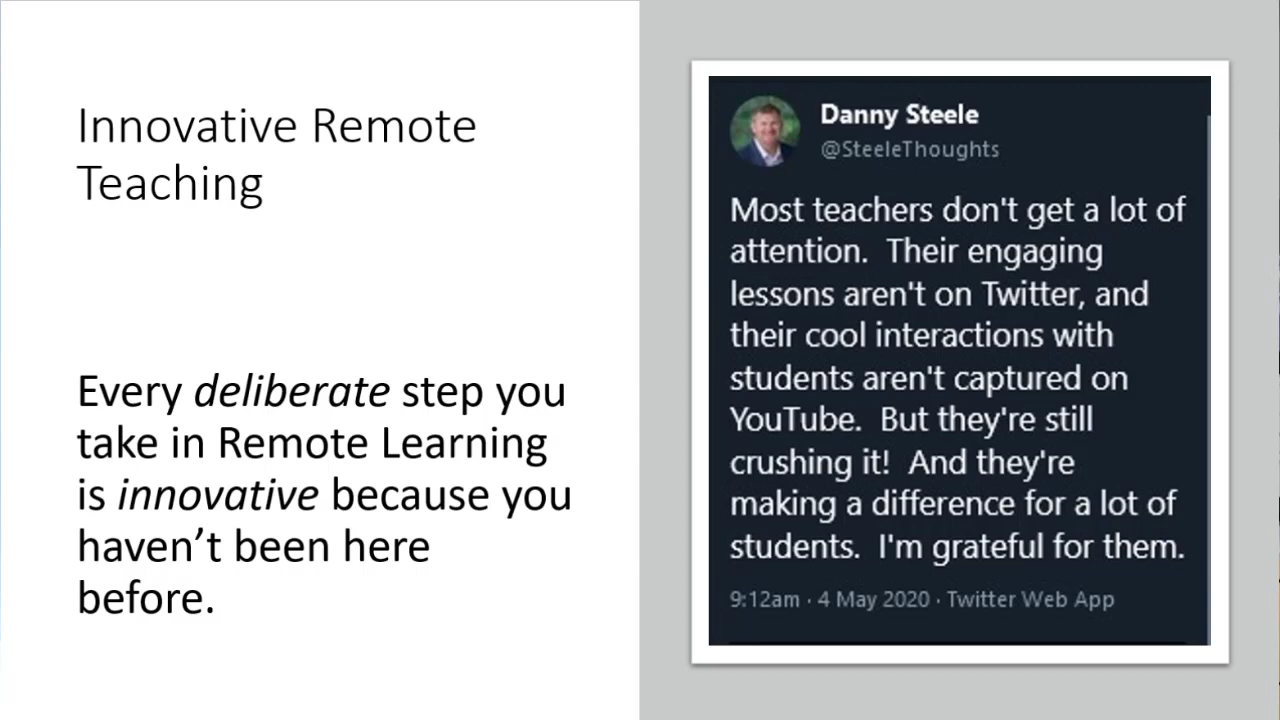 Innovative Remote
Teaching
Every deliberate step you
take in Remote Learning
is innovative because you
haven’t been here
before.
Danny Steele
@SteeleThoughts
Most teachers don't get a lot of
attention.  Their engaging
lessons aren't on Twitter, and
their cool interactions with
students aren't captured on
YouTube.  But they're still
crushing it!  And they're
making a difference for a lot of
students.  I'm grateful for them.
9:12am · 4 May 2020 · Twitter Web App